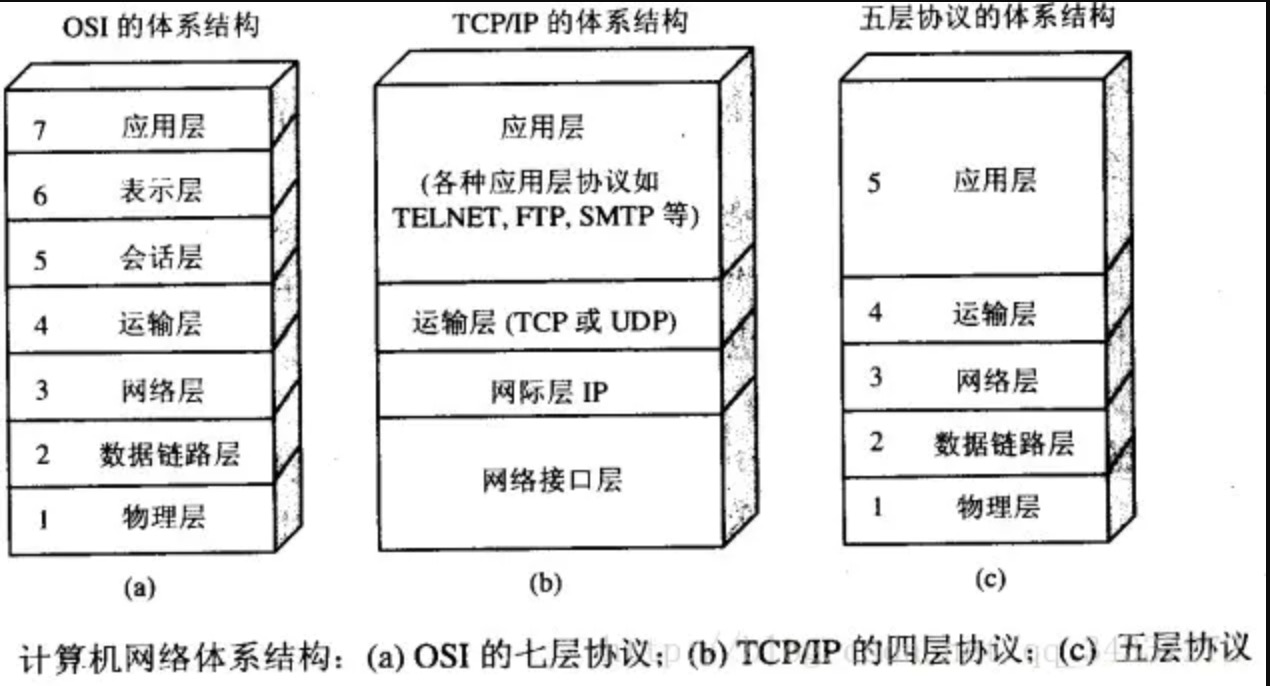 OSI 的体系结构
7 应用层
6 表示层
5 会话层
4 运输层
3 网络层
2 数据链路层
1 物理层
(a)
TCP/IP 的体系结构
应用层
(各种应用层协议如
TELNET, FTP, SMTP 等)
运输层 (TCP 或 UDP)
网际层 IP
网络接口层
(b)
五层协议的体系结构
5 应用层
4 运输层
3 网络层
2 数据链路层
1 物理层
(c)
计算机网络体系结构：(a) OSI 的七层协议；(b) TCP/IP 的四层协议；(c) 五层协议